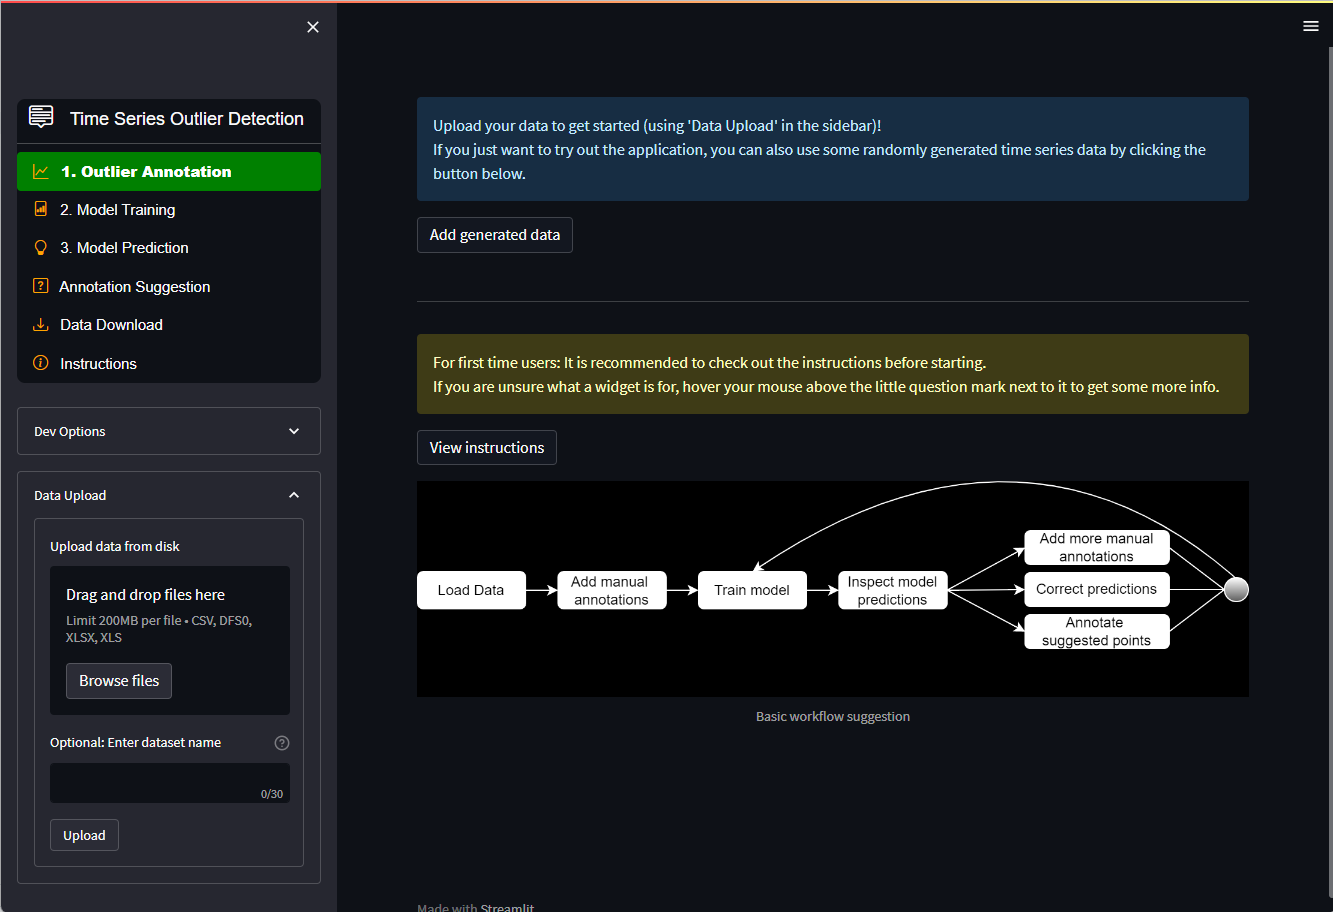 Time Series Outlier Detection
1. Outlier Annotation
2. Model Training
3. Model Prediction
Annotation Suggestion
Data Download
Instructions
Dev Options
Data Upload
Upload data from disk
Drag and drop files here
Limit 200MB per file • CSV, DFS0,
XLSX, XLS
Browse files
Optional: Enter dataset name
0/30
Upload
Upload your data to get started (using 'Data Upload' in the sidebar)!
If you just want to try out the application, you can also use some randomly generated time series data by clicking the
button below.
Add generated data
For first time users: It is recommended to check out the instructions before starting.
If you are unsure what a widget is for, hover your mouse above the little question mark next to it to get some more info.
View instructions
Load Data
Add manual
annotations
Train model
Inspect model
predictions
Add more manual
annotations
Correct predictions
Annotate
suggested points
Basic workflow suggestion
Made with Streamlit